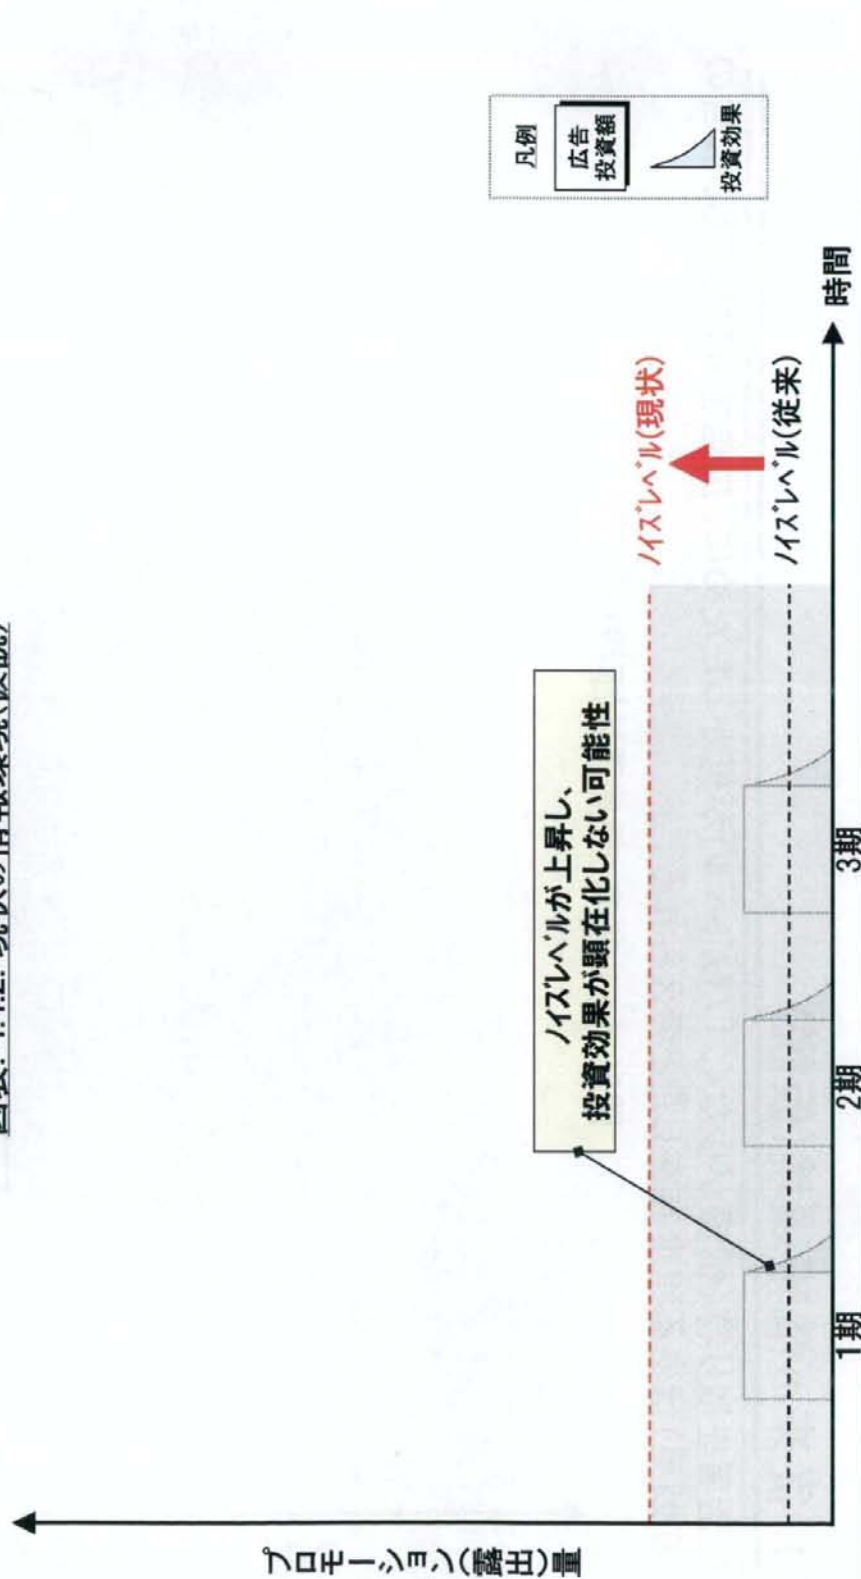 プロモーション(露出)量
ノイズレベルが上昇し、
投資効果が顕在化しない可能性
ノイズレベル(現状)
ノイズレベル(従来)
1期
2期
3期
時間
凡例
広告
投資額
投資効果